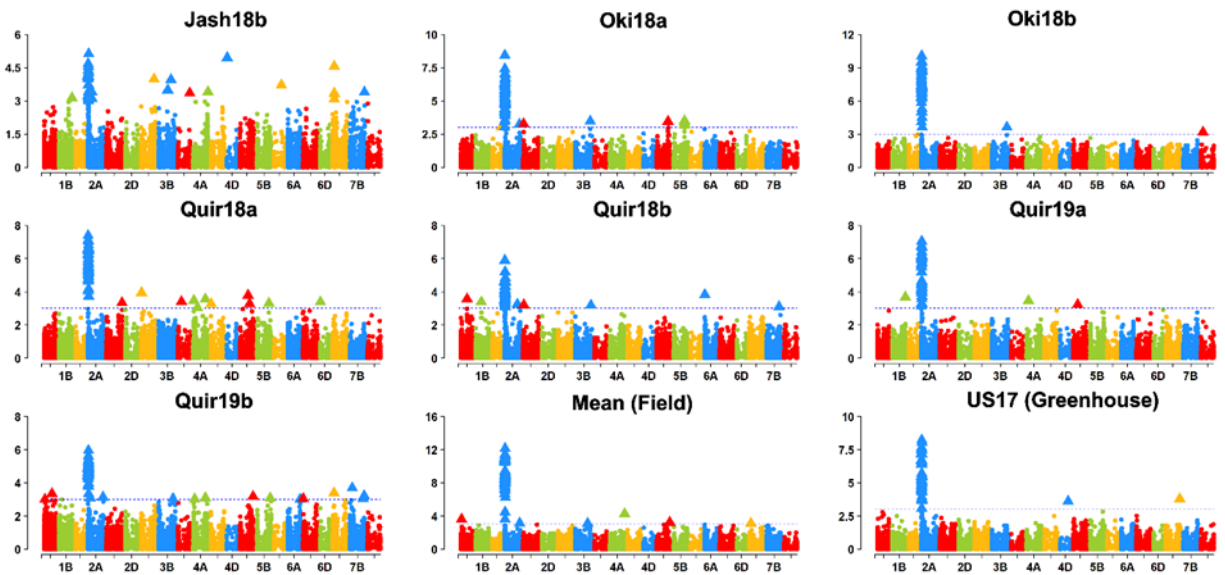 Jash18b Oki18a Oki18b
6 4.5 3 1.5 0
1B 2A 2D 3B 4A 4D 5B 6A 6D 7B
10 7.5 5 2.5 0
1B 2A 2D 3B 4A 4D 5B 6A 6D 7B
12 9 6 3 0
1B 2A 2D 3B 4A 4D 5B 6A 6D 7B
Quir18a Quir18b Quir19a
8 6 4 2 0
1B 2A 2D 3B 4A 4D 5B 6A 6D 7B
8 6 4 2 0
1B 2A 2D 3B 4A 4D 5B 6A 6D 7B
8 6 4 2 0
1B 2A 2D 3B 4A 4D 5B 6A 6D 7B
Quir19b Mean (Field) US17 (Greenhouse)
8 6 4 2 0
1B 2A 2D 3B 4A 4D 5B 6A 6D 7B
16 12 8 4 0
1B 2A 2D 3B 4A 4D 5B 6A 6D 7B
10 7.5 5 2.5 0
1B 2A 2D 3B 4A 4D 5B 6A 6D 7B